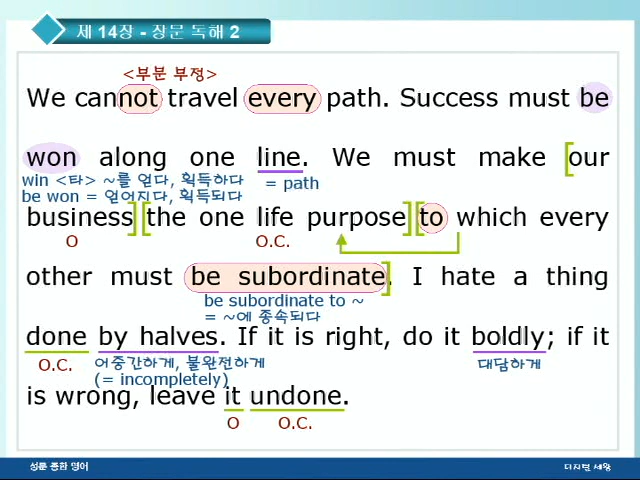 제 14장 - 장문 독해 2
<부분 부정>
We cannot travel every path. Success must be
won along one line. We must make [our
win <타> ~를 얻다, 획득하다 = path
be won = 얻어지다, 획득되다
business][the one life purpose][to which every
O O.C.
other must be subordinate]. I hate a thing
be subordinate to ~
= ~에 종속되다
done by halves. If it is right, do it boldly; if it
O.C. 어중간하게, 불완전하게 대담하게
(= incompletely)
is wrong, leave it undone.
O O.C.
성문 종합 영어 디지털 세왕